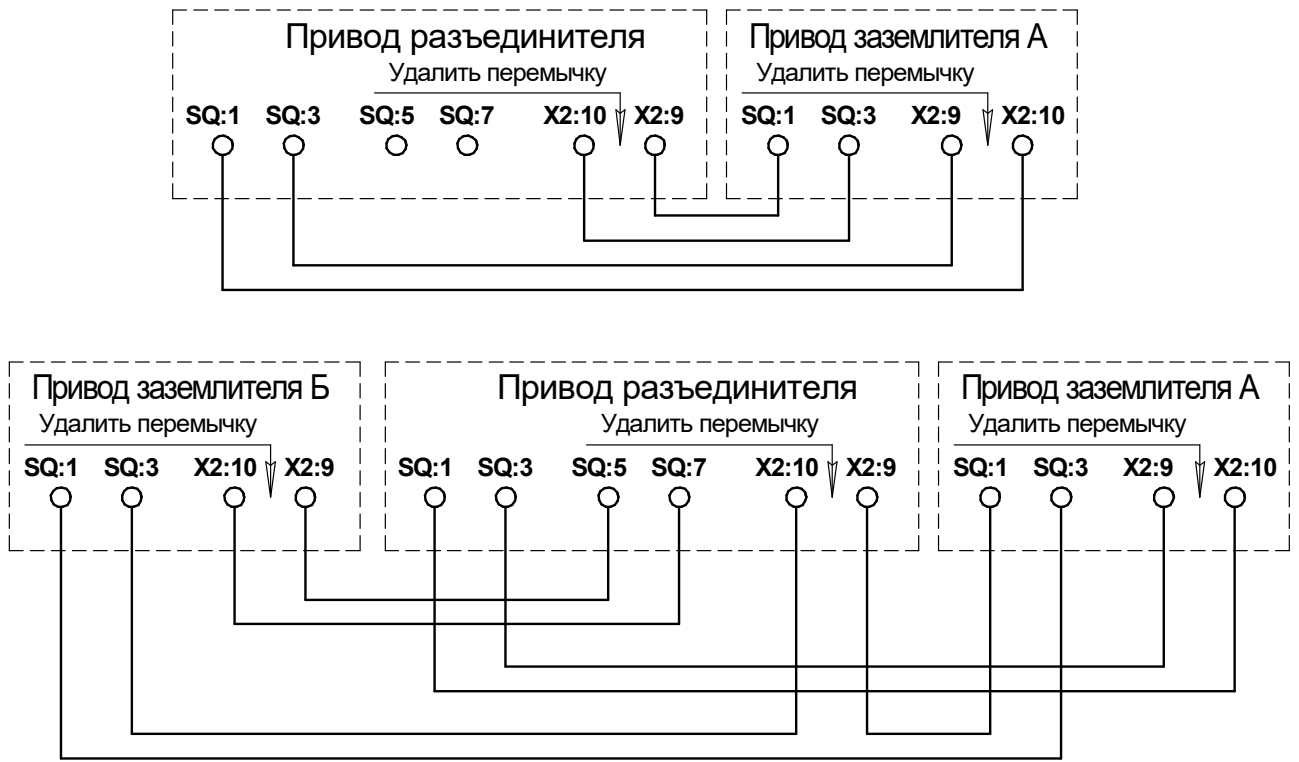 Привод разъединителя
Удалить перемычку
SQ:1 SQ:3 SQ:5 SQ:7 X2:10 X2:9
Привод заземлителя А
Удалить перемычку
SQ:1 SQ:3 X2:9 X2:10
Привод заземлителя Б
Удалить перемычку
SQ:1 SQ:3 X2:10 X2:9
Привод разъединителя
Удалить перемычку
SQ:1 SQ:3 SQ:5 SQ:7 X2:10 X2:9
Привод заземлителя А
Удалить перемычку
SQ:1 SQ:3 X2:9 X2:10